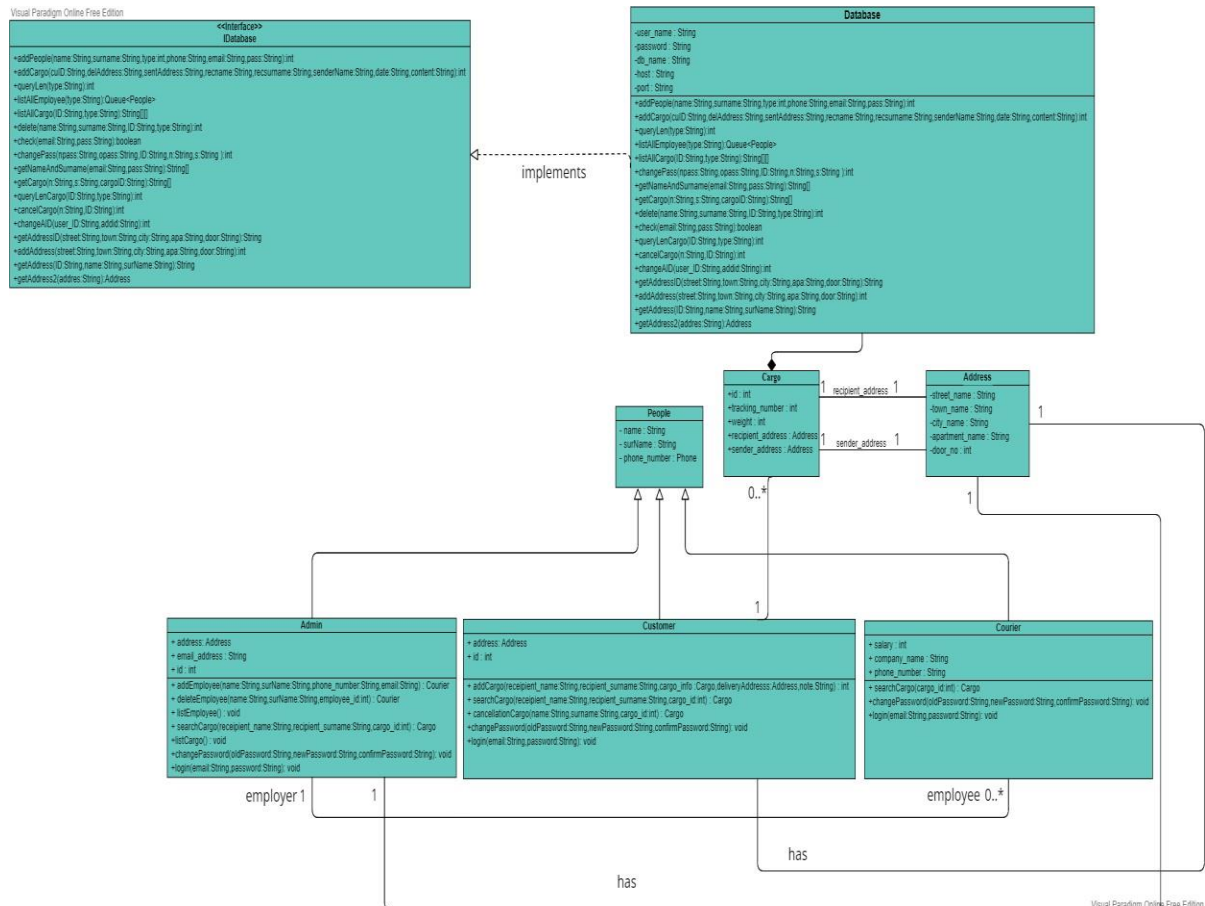 Visual Paradigm Online Free Edition
<<Interface>>
IDatabase
+addPeople(name:String,surname:String,type:int,phone:String,email:String,pass:String):int
+addCargo(cuID:String,delAddress:String,sentAddress:String,recname:String,recsurname:String,senderName:String,date:String,content:String):int
+queryLen(type:String):int
+listAllEmployee(type:String):Queue<People>
+listAllCargo(ID:String,type:String):String[][]
+delete(name:String,surname:String,ID:String,type:String):int
+check(email:String,pass:String):boolean
+changePass(npass:String,opass:String,ID:String,n:String,s:String ):int
+getNameAndSurname(email:String,pass:String):String[]
+getCargo(n:String,s:String,cargoID:String):String[]
+queryLenCargo(ID:String,type:String):int
+cancelCargo(n:String,ID:String):int
+changeAID(user_ID:String,addid:String):int
+getAddressID(street:String,town:String,city:String,apa:String,door:String):String
+addAddress(street:String,town:String,city:String,apa:String,door:String):int
+getAddress(ID:String,name:String,surName:String):String
+getAddress2(addres:String):Address
Database
-user_name : String
-password : String
-db_name : String
-host : String
-port : String
+addPeople(name:String,surname:String,type:int,phone:String,email:String,pass:String):int
+addCargo(cuID:String,delAddress:String,sentAddress:String,recname:String,recsurname:String,senderName:String,date:String,content:String):int
+queryLen(type:String):int
+listAllEmployee(type:String):Queue<People>
+listAllCargo(ID:String,type:String):String[][]
+changePass(npass:String,opass:String,ID:String,n:String,s:String ):int
+getNameAndSurname(email:String,pass:String):String[]
+getCargo(n:String,s:String,cargoID:String):String[]
+delete(name:String,surname:String,ID:String,type:String):int
+check(email:String,pass:String):boolean
+queryLenCargo(ID:String,type:String):int
+cancelCargo(n:String,ID:String):int
+changeAID(user_ID:String,addid:String):int
+getAddressID(street:String,town:String,city:String,apa:String,door:String):String
+addAddress(street:String,town:String,city:String,apa:String,door:String):int
+getAddress(ID:String,name:String,surName:String):String
+getAddress2(addres:String):Address
implements
People
- name : String
- surName : String
- phone_number : Phone
Cargo
+id : int
+tracking_number : int
+weight : int
+recipient_address : Address
+sender_address : Address
1 recipient_address 1
1 sender_address 1
Address
-street_name : String
-town_name : String
-city_name : String
-apartment_name : String
-door_no : int
1
0..*
1
1
Admin
+ address: Address
+ email_address : String
+ id : int
+ addEmployee(name:String,surName:String,phone_number:String,email:String) : Courier
+ deleteEmployee(name:String,surName:String,employee_id:int):Courier
+ listEmployee() : void
+ searchCargo(receipient_name:String,recipient_surname:String,cargo_id:int) : Cargo
+listCargo() : void
+changePassword(oldPassword:String,newPassword:String,confirmPassword:String): void
+login(email:String,password:String): void
Customer
+ address: Address
+ id : int
+ addCargo(receipient_name:String,recipient_surname:String,cargo_info :Cargo,deliveryAddresss:Address,note:String) : int
+ searchCargo(receipient_name:String,recipient_surname:String,cargo_id:int) : Cargo
+ cancellationCargo(name:String,surname:String,cargo_id:int) : Cargo
+changePassword(oldPassword:String,newPassword:String,confirmPassword:String): void
+login(email:String,password:String): void
Courier
+ salary : int
+ company_name : String
+ phone_number : String
+ searchCargo(cargo_id:int) : Cargo
+changePassword(oldPassword:String,newPassword:String,confirmPassword:String): void
+login(email:String,password:String): void
employer 1
1
employee 0..*
has
has
Visual Paradigm Online Free Edition